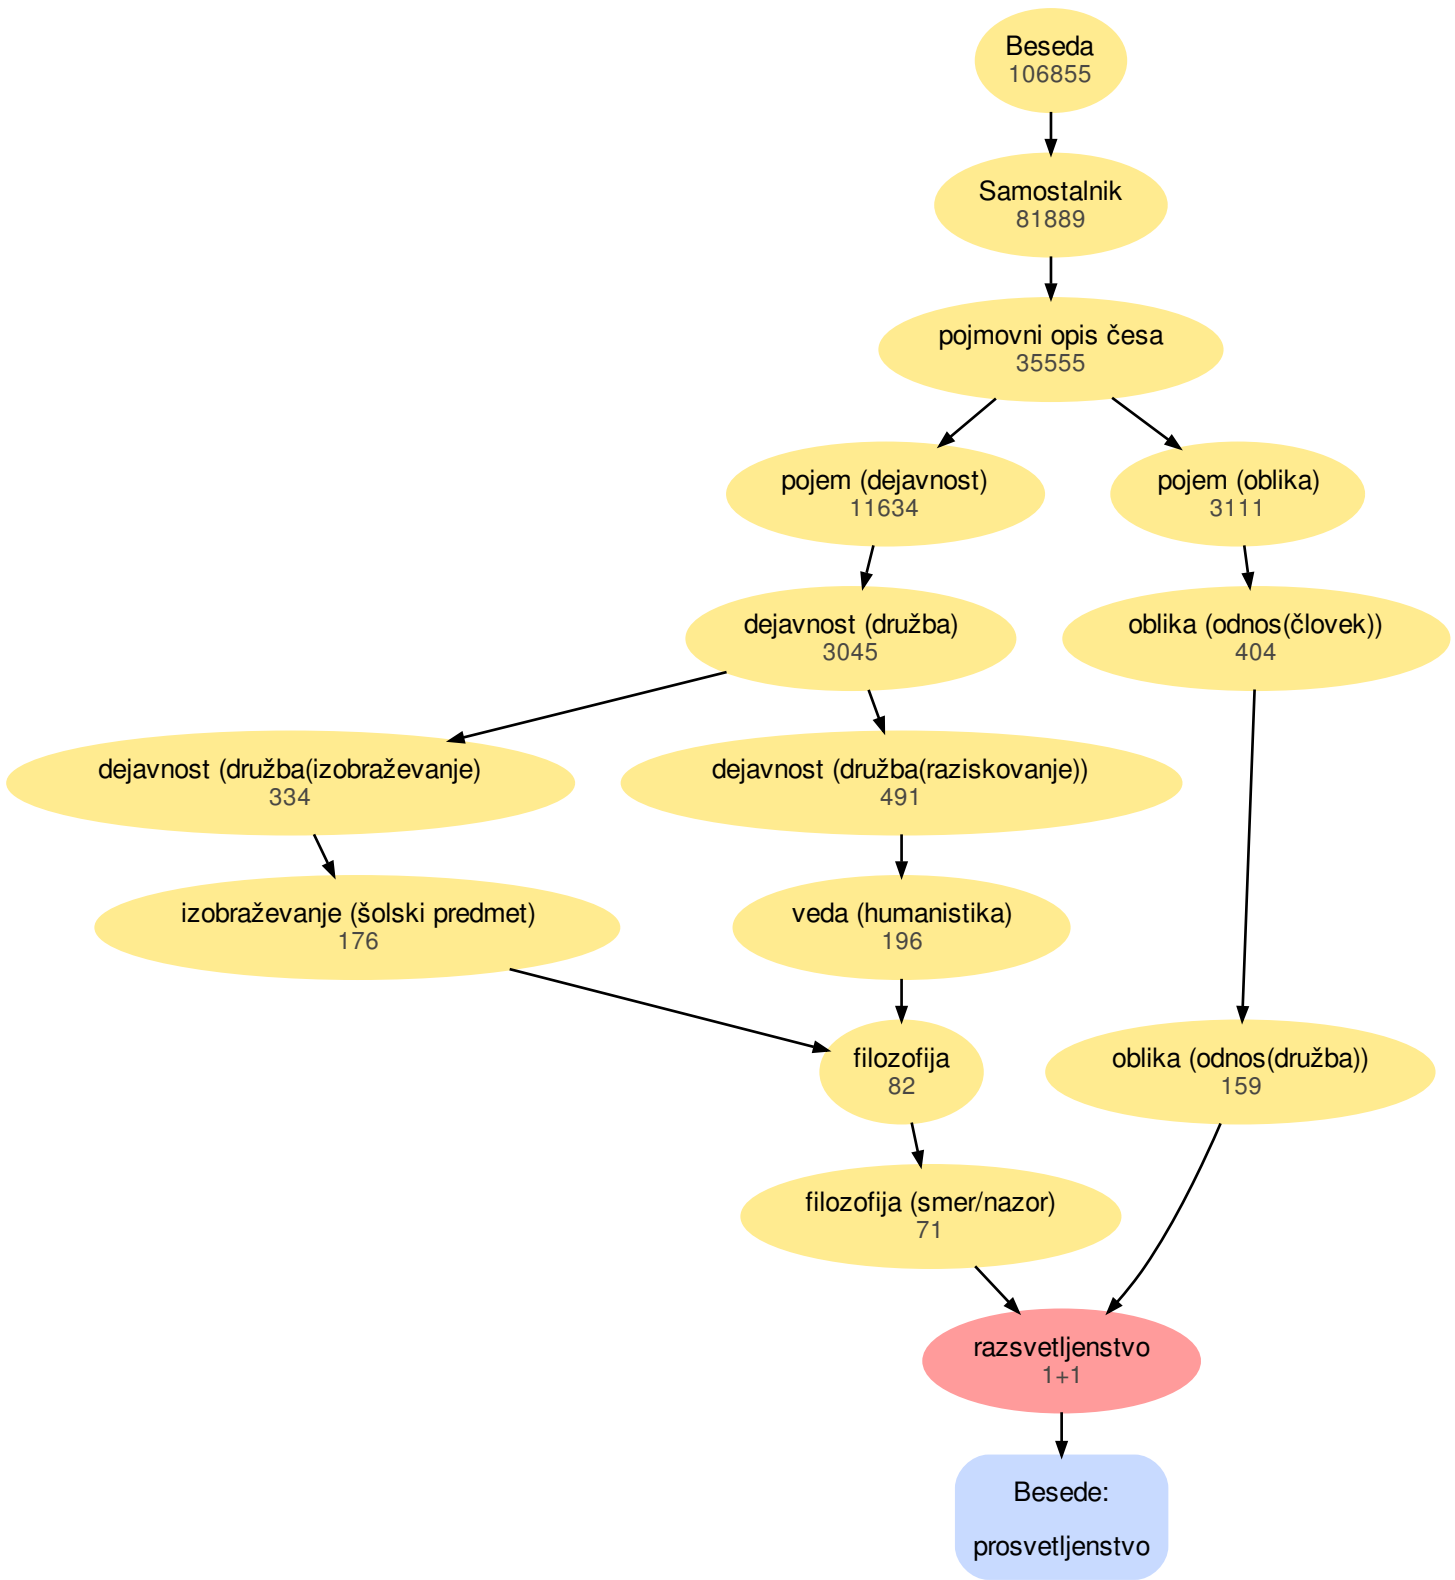 Beseda
106855
Samostalnik
81889
pojmovni opis česa
35555
pojem (dejavnost)
11634
pojem (oblika)
3111
dejavnost (družba)
3045
oblika (odnos(človek))
404
dejavnost (družba(izobraževanje)
334
dejavnost (družba(raziskovanje))
491
izobraževanje (šolski predmet)
176
veda (humanistika)
196
filozofija
82
oblika (odnos(družba))
159
filozofija (smer/nazor)
71
razsvetljenstvo
1+1
Besede:
prosvetljenstvo